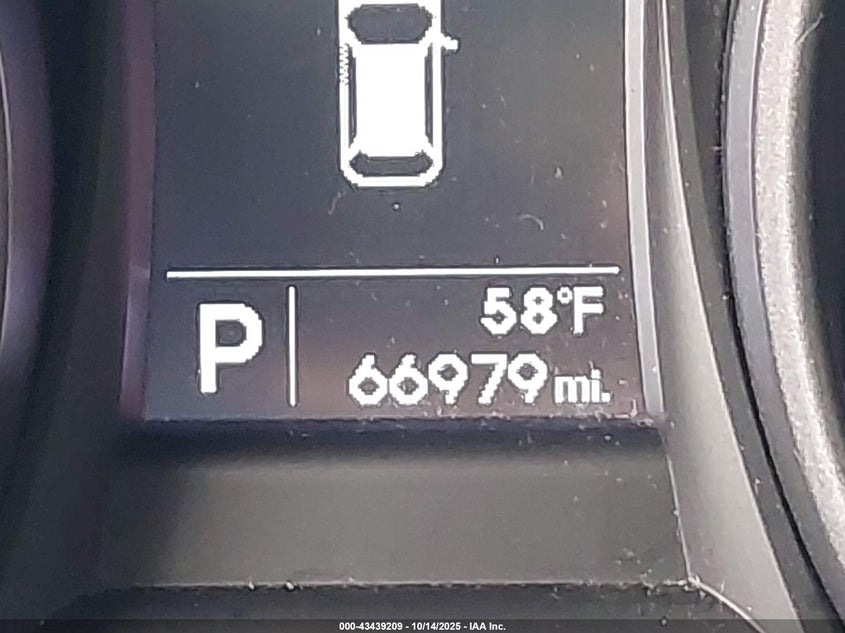 58°F
P
66979 mi.
000-43439209 - 10/14/2025 - IAA Inc.